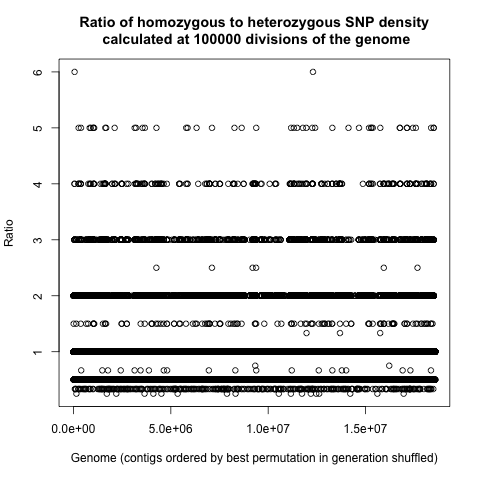 Ratio of homozygous to heterozygous SNP density
calculated at 100000 divisions of the genome
6
5
4
3
2
1
Ratio
0.0e+00 5.0e+06 1.0e+07 1.5e+07
Genome (contigs ordered by best permutation in generation shuffled)